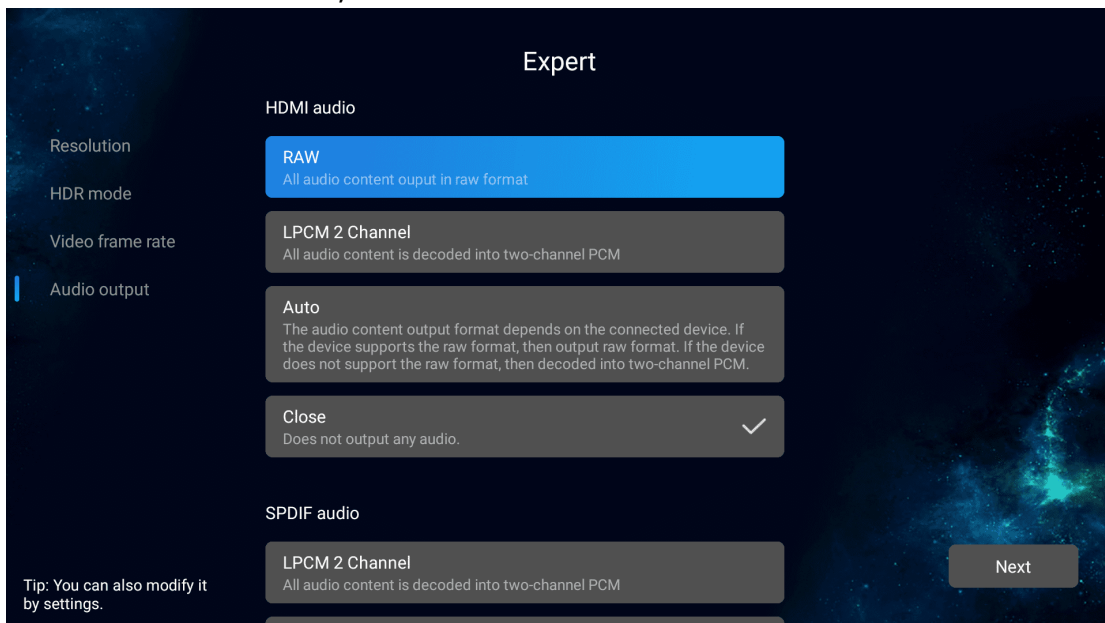 Expert
HDMI audio
Resolution
HDR mode
Video frame rate
Audio output
RAW
All audio content ouput in raw format
LPCM 2 Channel
All audio content is decoded into two-channel PCM
Auto
The audio content output format depends on the connected device. If
the device supports the raw format, then output raw format. If the device
does not support the raw format, then decoded into two-channel PCM.
Close
Does not output any audio.
SPDIF audio
LPCM 2 Channel
All audio content is decoded into two-channel PCM
Next
Tip: You can also modify it
by settings.